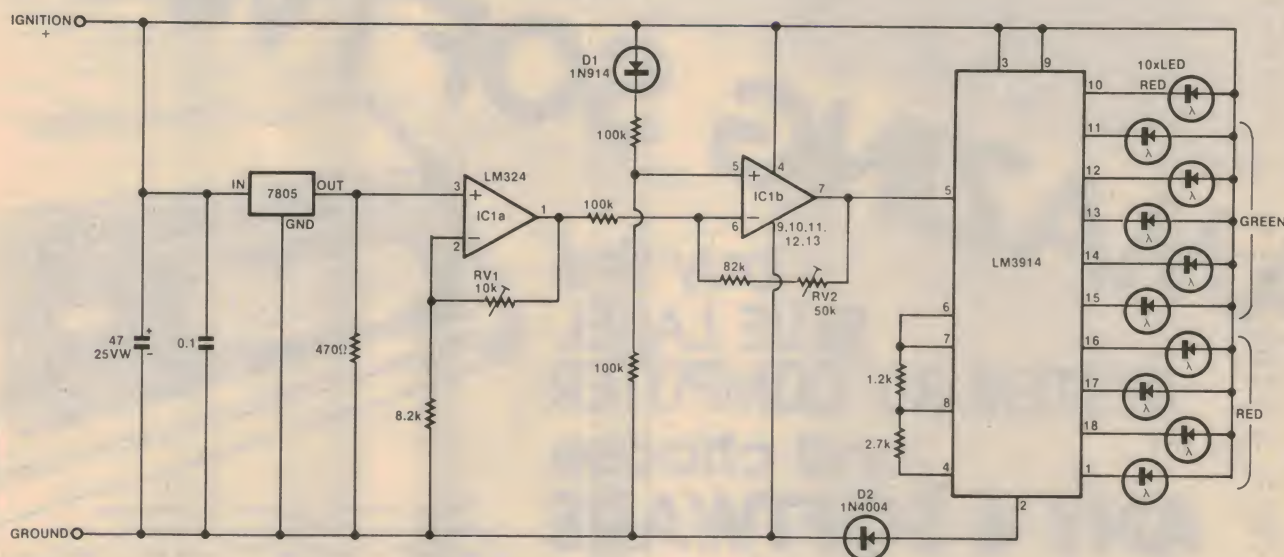 IGNITION
+
D1
1N914
100k
3
9
10xLED
RED
10
11
12
13
14
15
16
17
18
1
GREEN
RED
IN
7805
OUT
GND
LM324
3
+
IC1a
−
2
1
100k
RV1
10k
5
+
4
IC1b
−
6
7
9.10.11.
12.13
82k
RV2
50k
5
LM3914
6
7
1.2k
8
2.7k
4
2
47
25VW
+
−
0.1
470Ω
8.2k
100k
D2
1N4004
GROUND
λ
λ
λ
λ
λ
λ
λ
λ
λ
λ